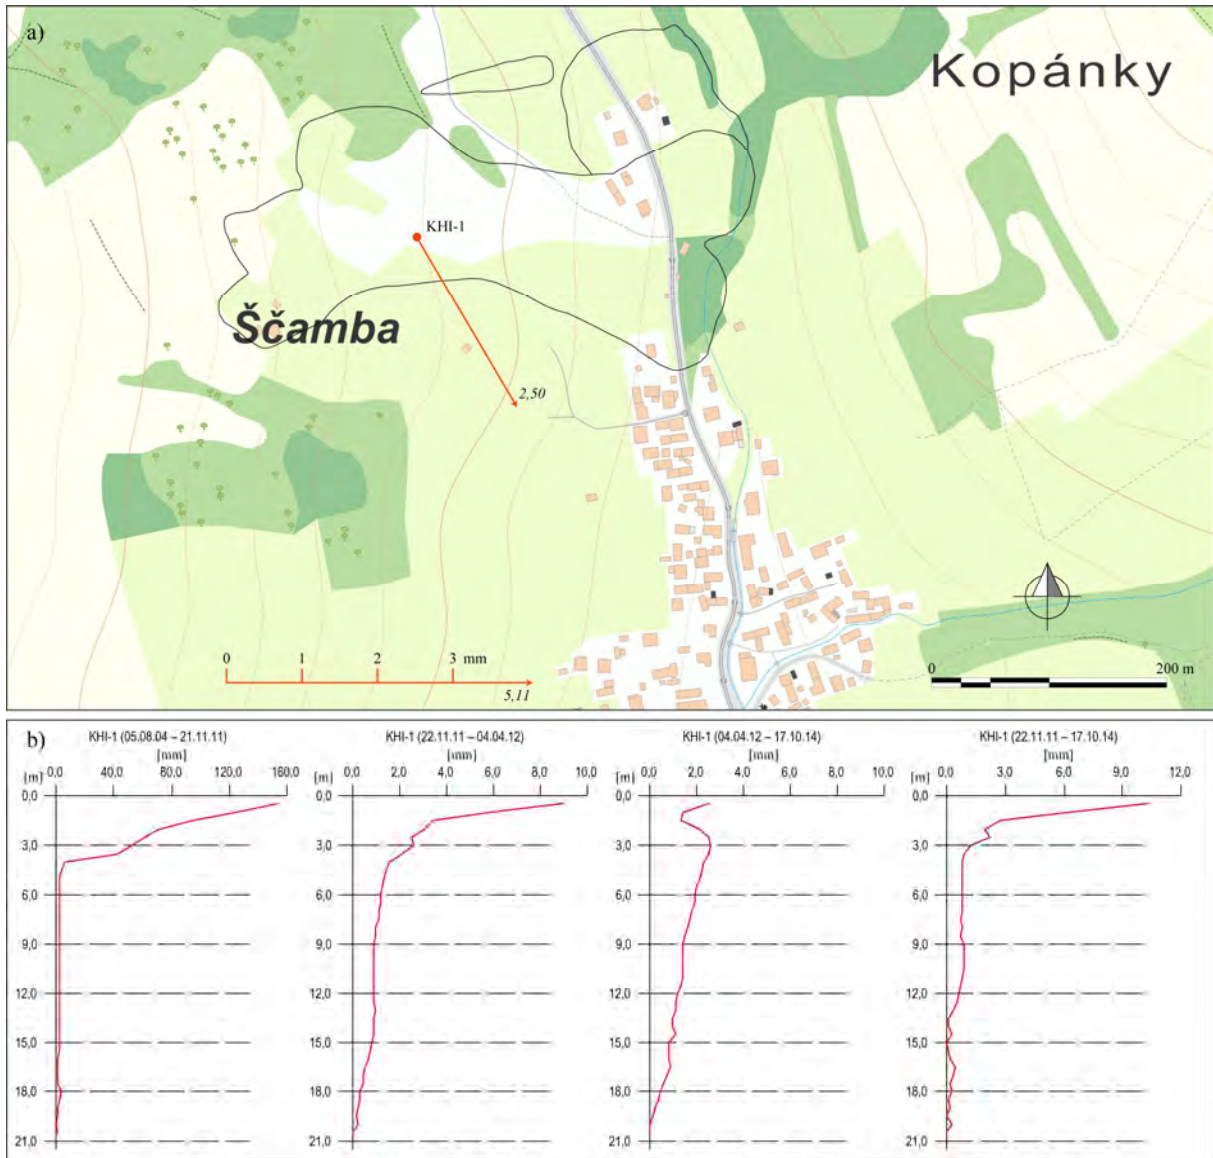 a)
Kopánky
KHI-1
Ščamba
2,50
0 1 2 3 mm
5,11
0 200 m
b)
KHI-1 (05.08.04 – 21.11.11)
[mm]
[m] 0,0 40,0 80,0 120,0 160,0
0,0
3,0
6,0
9,0
12,0
15,0
18,0
21,0
KHI-1 (22.11.11 – 04.04.12)
[mm]
[m] 0,0 2,0 4,0 6,0 8,0 10,0
0,0
3,0
6,0
9,0
12,0
15,0
18,0
21,0
KHI-1 (04.04.12 – 17.10.14)
[mm]
[m] 0,0 2,0 4,0 6,0 8,0 10,0
0,0
3,0
6,0
9,0
12,0
15,0
18,0
21,0
KHI-1 (22.11.11 – 17.10.14)
[mm]
[m] 0,0 3,0 6,0 9,0 12,0
0,0
3,0
6,0
9,0
12,0
15,0
18,0
21,0